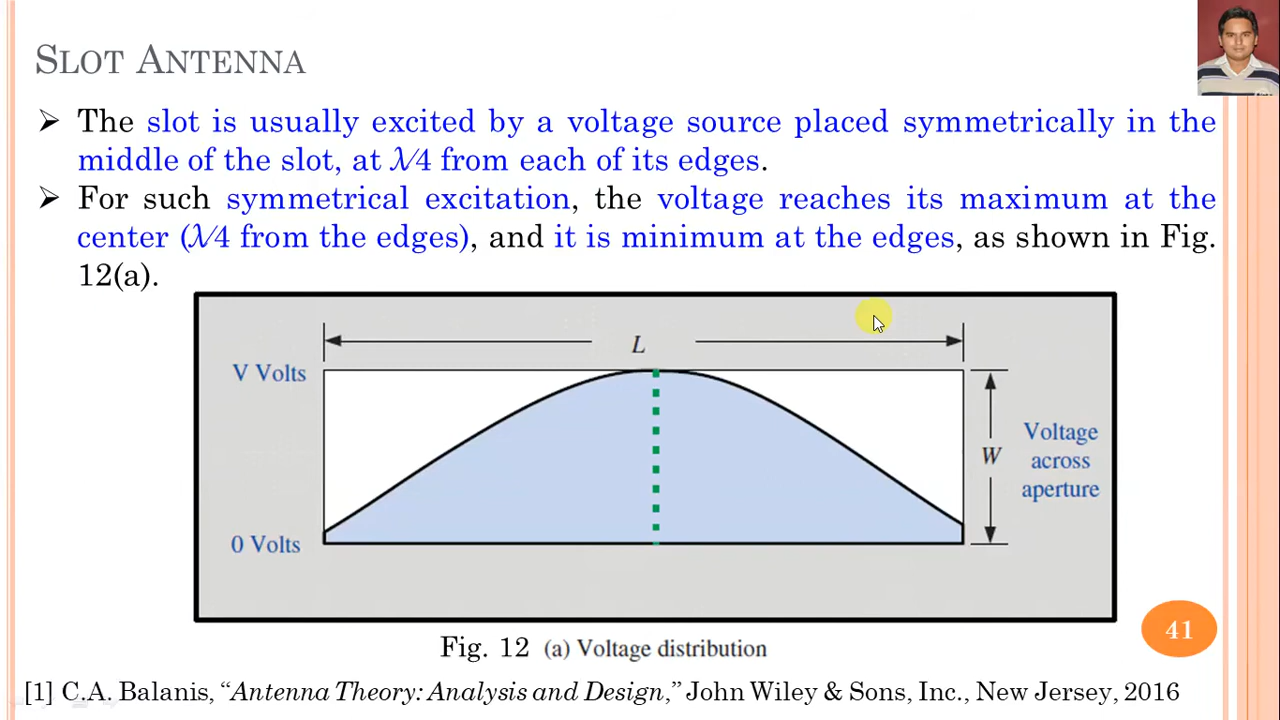 SLOT ANTENNA
➢ The slot is usually excited by a voltage source placed symmetrically in the
middle of the slot, at λ/4 from each of its edges.
➢ For such symmetrical excitation, the voltage reaches its maximum at the
center (λ/4 from the edges), and it is minimum at the edges, as shown in Fig.
12(a).
L
V Volts
Voltage
across
aperture
W
0 Volts
Fig. 12 (a) Voltage distribution
41
[1] C.A. Balanis, “Antenna Theory: Analysis and Design,” John Wiley & Sons, Inc., New Jersey, 2016